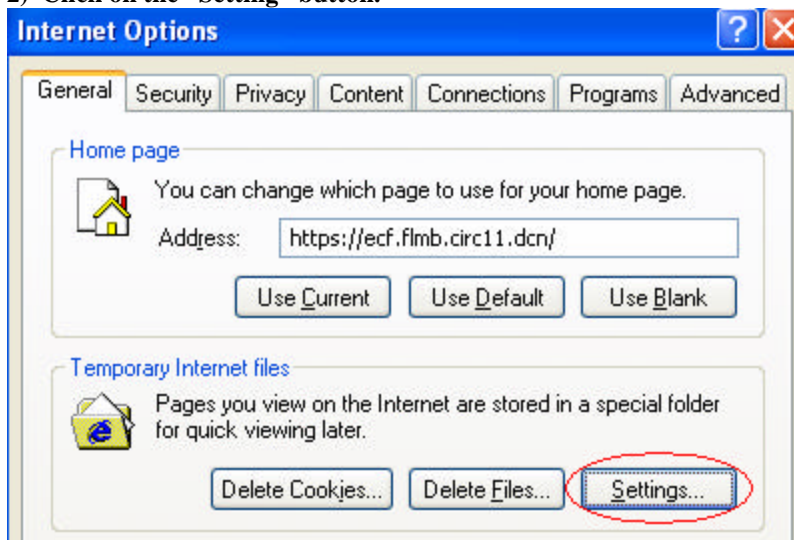 2) Click on the "Setting" button.
Internet Options
General Security Privacy Content Connections Programs Advanced
Home page
You can change which page to use for your home page.
Address: https://ecf.flmb.circ11.dcn/
Use Current Use Default Use Blank
Temporary Internet files
Pages you view on the Internet are stored in a special folder
for quick viewing later.
Delete Cookies... Delete Files... Settings...